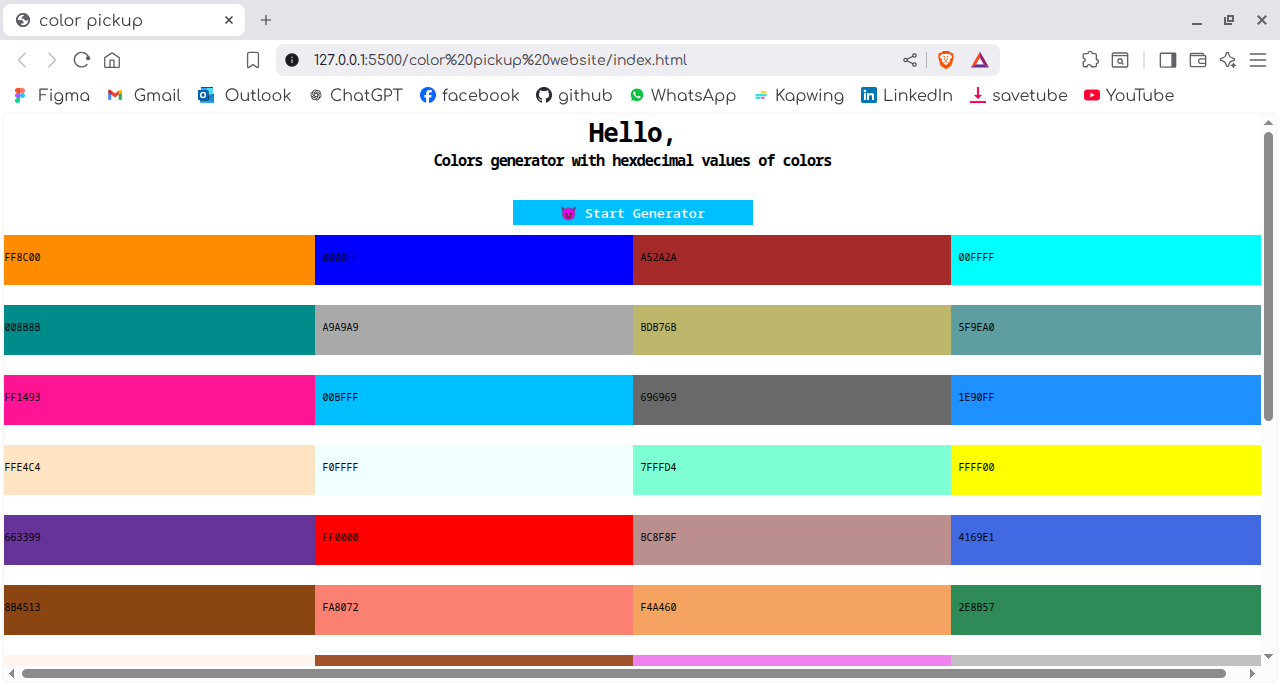 color pickup
127.0.0.1:5500/color%20pickup%20website/index.html
Figma Gmail Outlook ChatGPT facebook github WhatsApp Kapwing LinkedIn savetube YouTube
Hello,
Colors generator with hexdecimal values of colors
😈 Start Generator
FF8C00 0000FF A52A2A 00FFFF
008B8B A9A9A9 BDB76B 5F9EA0
FF1493 00BFFF 696969 1E90FF
FFE4C4 F0FFFF 7FFFD4 FFFF00
663399 FF0000 BC8F8F 4169E1
8B4513 FA8072 F4A460 2E8B57